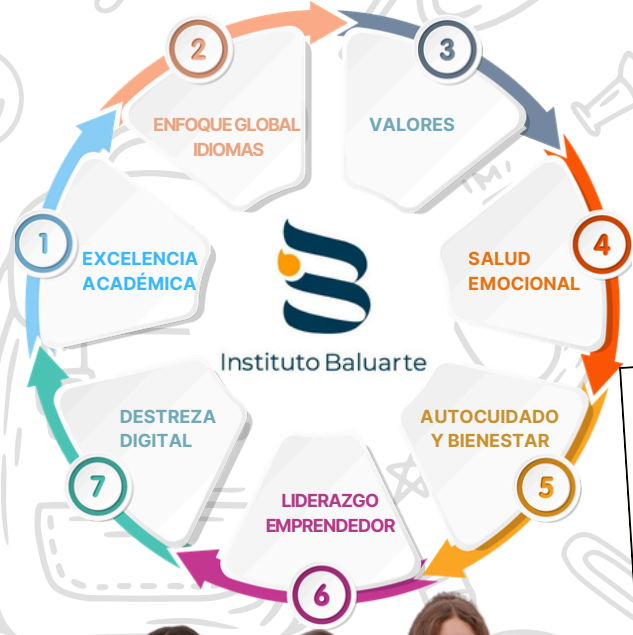 1
EXCELENCIA
ACADÉMICA
2
ENFOQUE GLOBAL
IDIOMAS
3
VALORES
4
SALUD
EMOCIONAL
5
AUTOCUIDADO
Y BIENESTAR
6
LIDERAZGO
EMPRENDEDOR
7
DESTREZA
DIGITAL
Instituto Baluarte